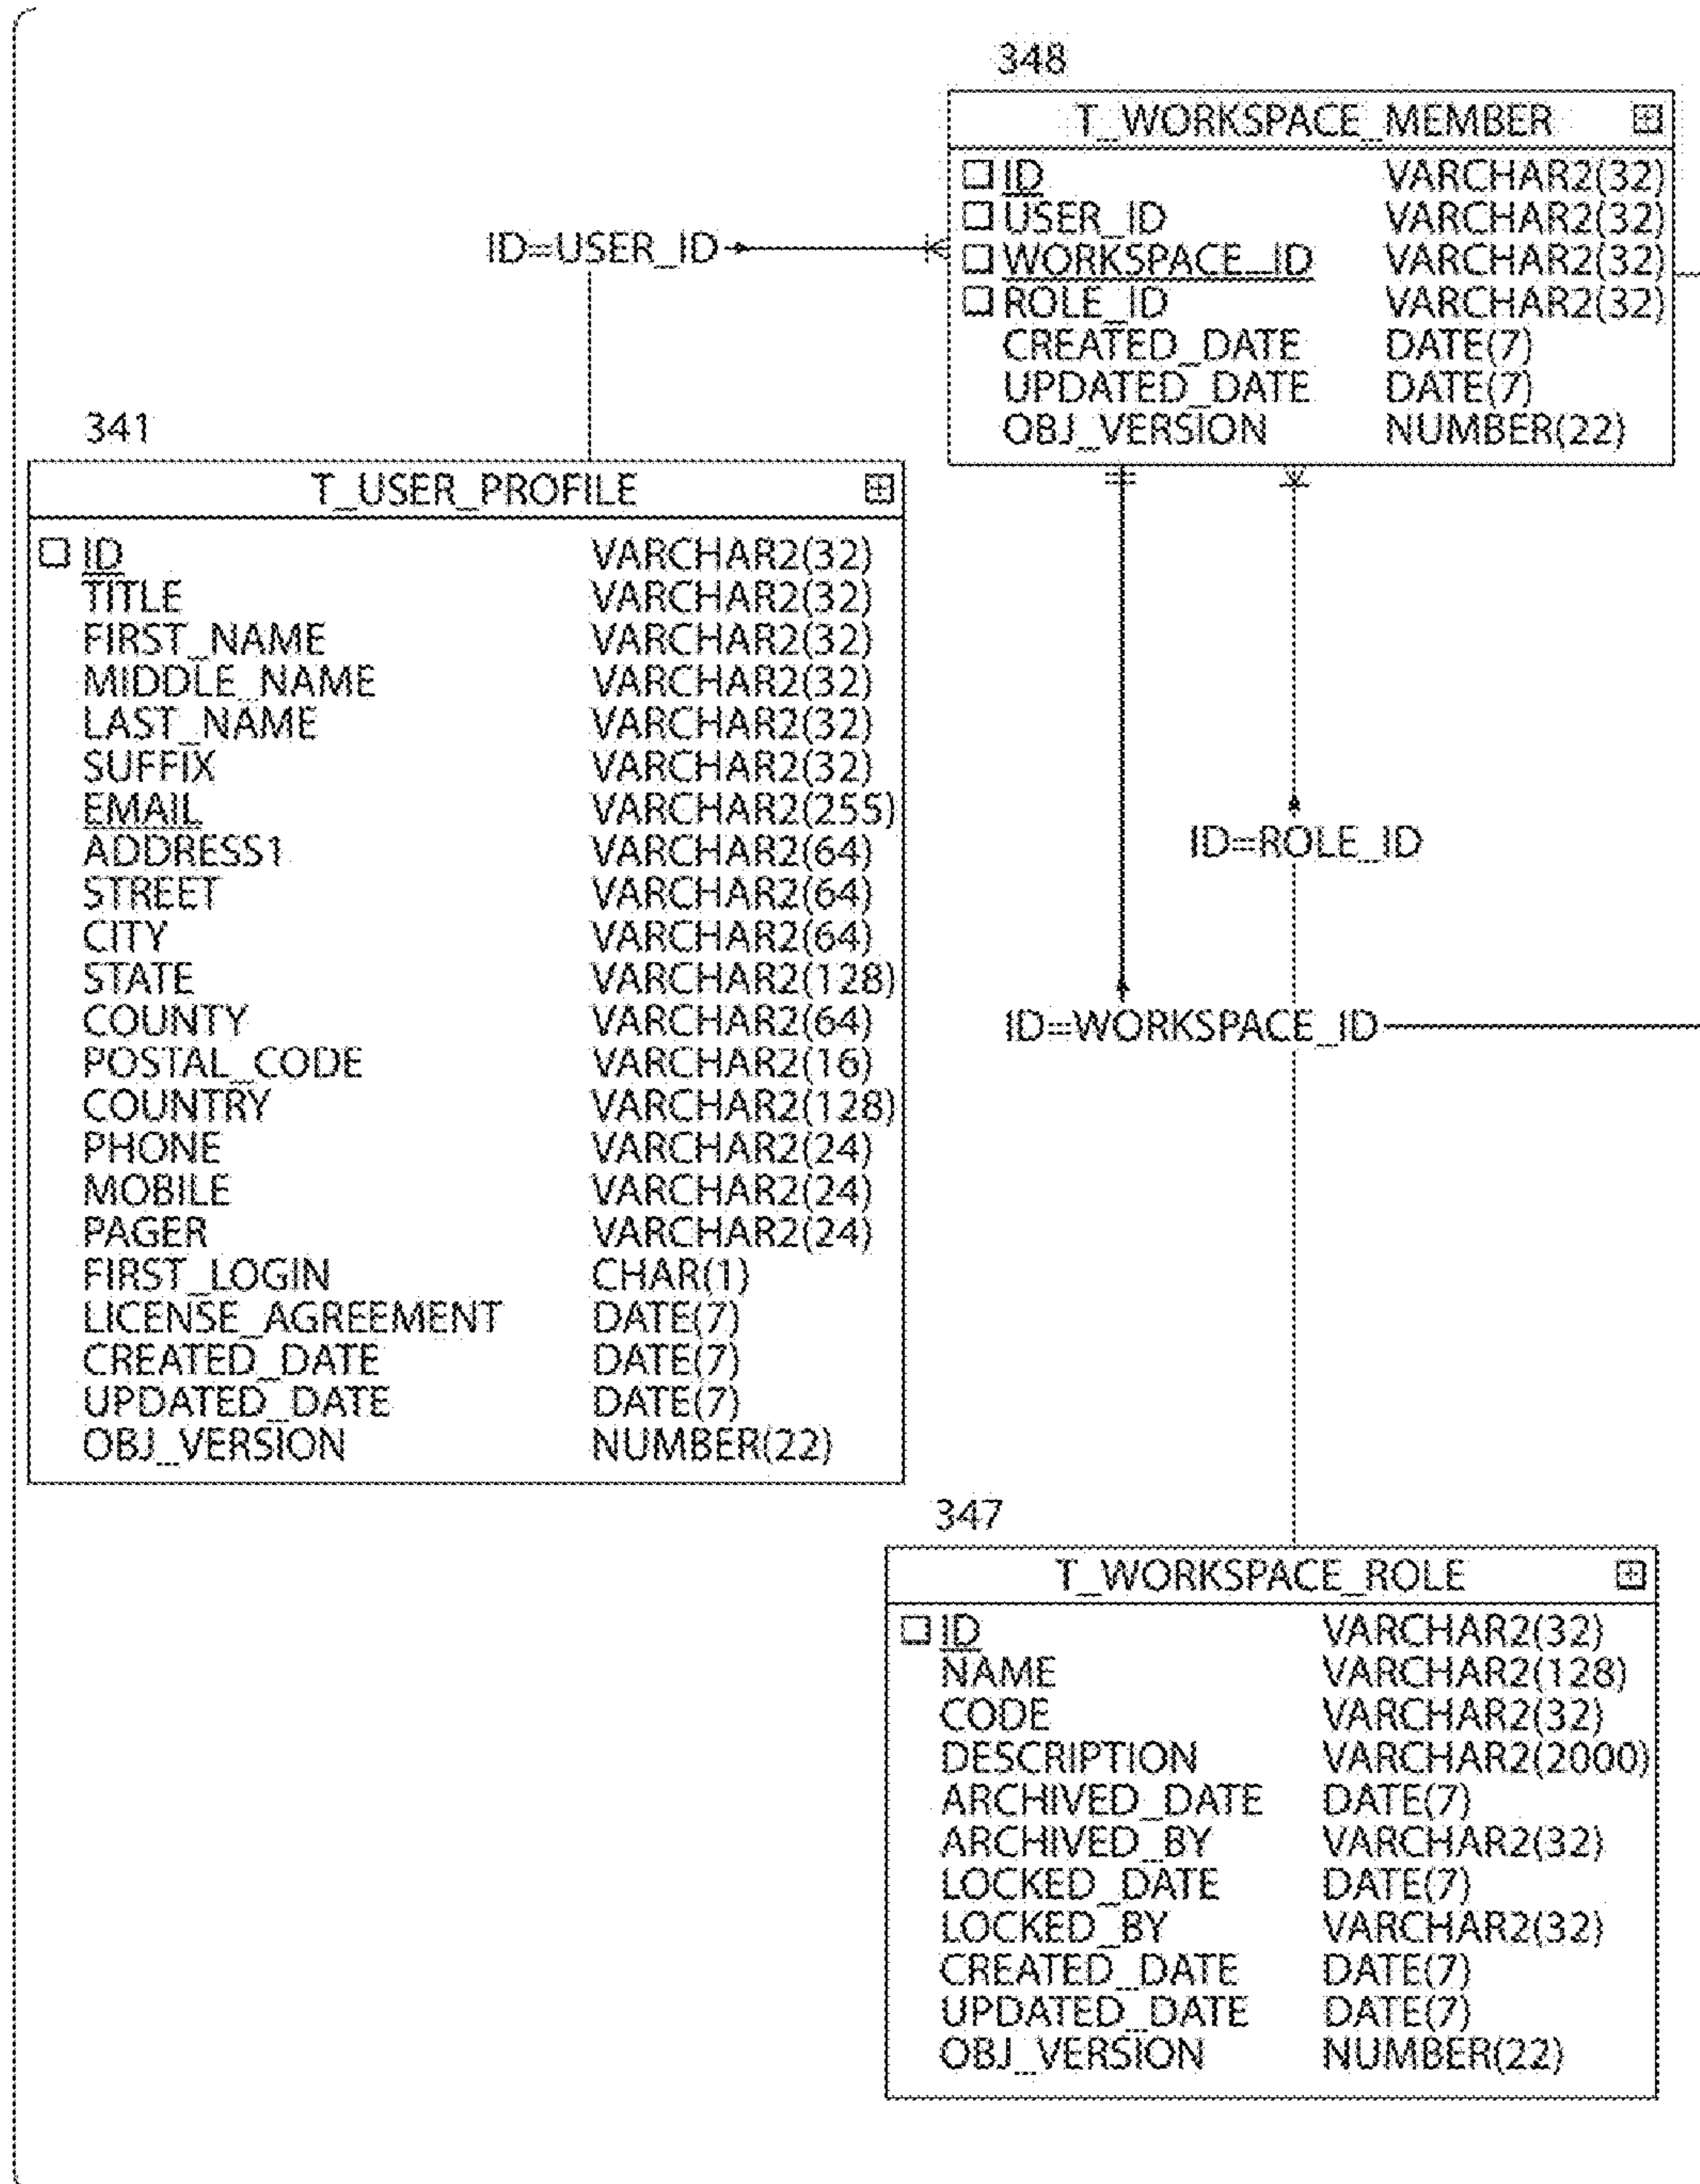 348
T_WORKSPACE_MEMBER
ID VARCHAR2(32)
USER_ID VARCHAR2(32)
WORKSPACE_ID VARCHAR2(32)
ROLE_ID VARCHAR2(32)
CREATED_DATE DATE(7)
UPDATED_DATE DATE(7)
OBJ_VERSION NUMBER(22)
ID=USER_ID
341
T_USER_PROFILE
ID VARCHAR2(32)
TITLE VARCHAR2(32)
FIRST_NAME VARCHAR2(32)
MIDDLE_NAME VARCHAR2(32)
LAST_NAME VARCHAR2(32)
SUFFIX VARCHAR2(32)
EMAIL VARCHAR2(255)
ADDRESS1 VARCHAR2(64)
STREET VARCHAR2(64)
CITY VARCHAR2(64)
STATE VARCHAR2(128)
COUNTY VARCHAR2(64)
POSTAL_CODE VARCHAR2(16)
COUNTRY VARCHAR2(128)
PHONE VARCHAR2(24)
MOBILE VARCHAR2(24)
PAGER VARCHAR2(24)
FIRST_LOGIN CHAR(1)
LICENSE_AGREEMENT DATE(7)
CREATED_DATE DATE(7)
UPDATED_DATE DATE(7)
OBJ_VERSION NUMBER(22)
ID=ROLE_ID
ID=WORKSPACE_ID
347
T_WORKSPACE_ROLE
ID VARCHAR2(32)
NAME VARCHAR2(128)
CODE VARCHAR2(32)
DESCRIPTION VARCHAR2(2000)
ARCHIVED_DATE DATE(7)
ARCHIVED_BY VARCHAR2(32)
LOCKED_DATE DATE(7)
LOCKED_BY VARCHAR2(32)
CREATED_DATE DATE(7)
UPDATED_DATE DATE(7)
OBJ_VERSION NUMBER(22)